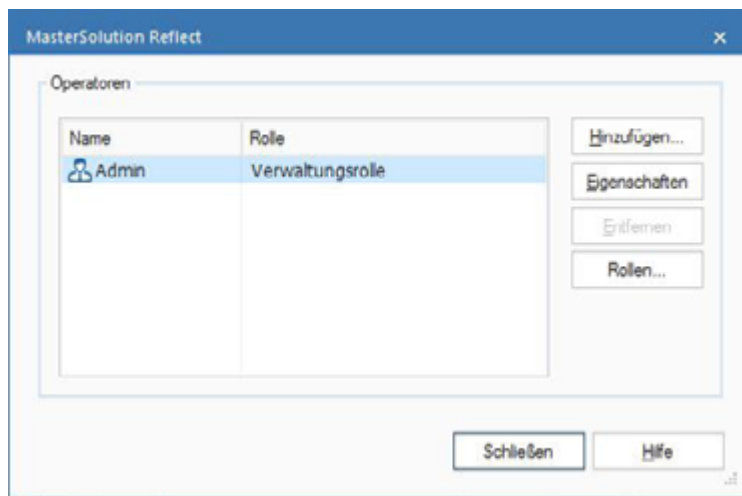 MasterSolution Reflect
Operatoren
Name Rolle
Admin Verwaltungsrolle
Hinzufügen...
Eigenschaften
Entfernen
Rollen...
Schließen Hilfe